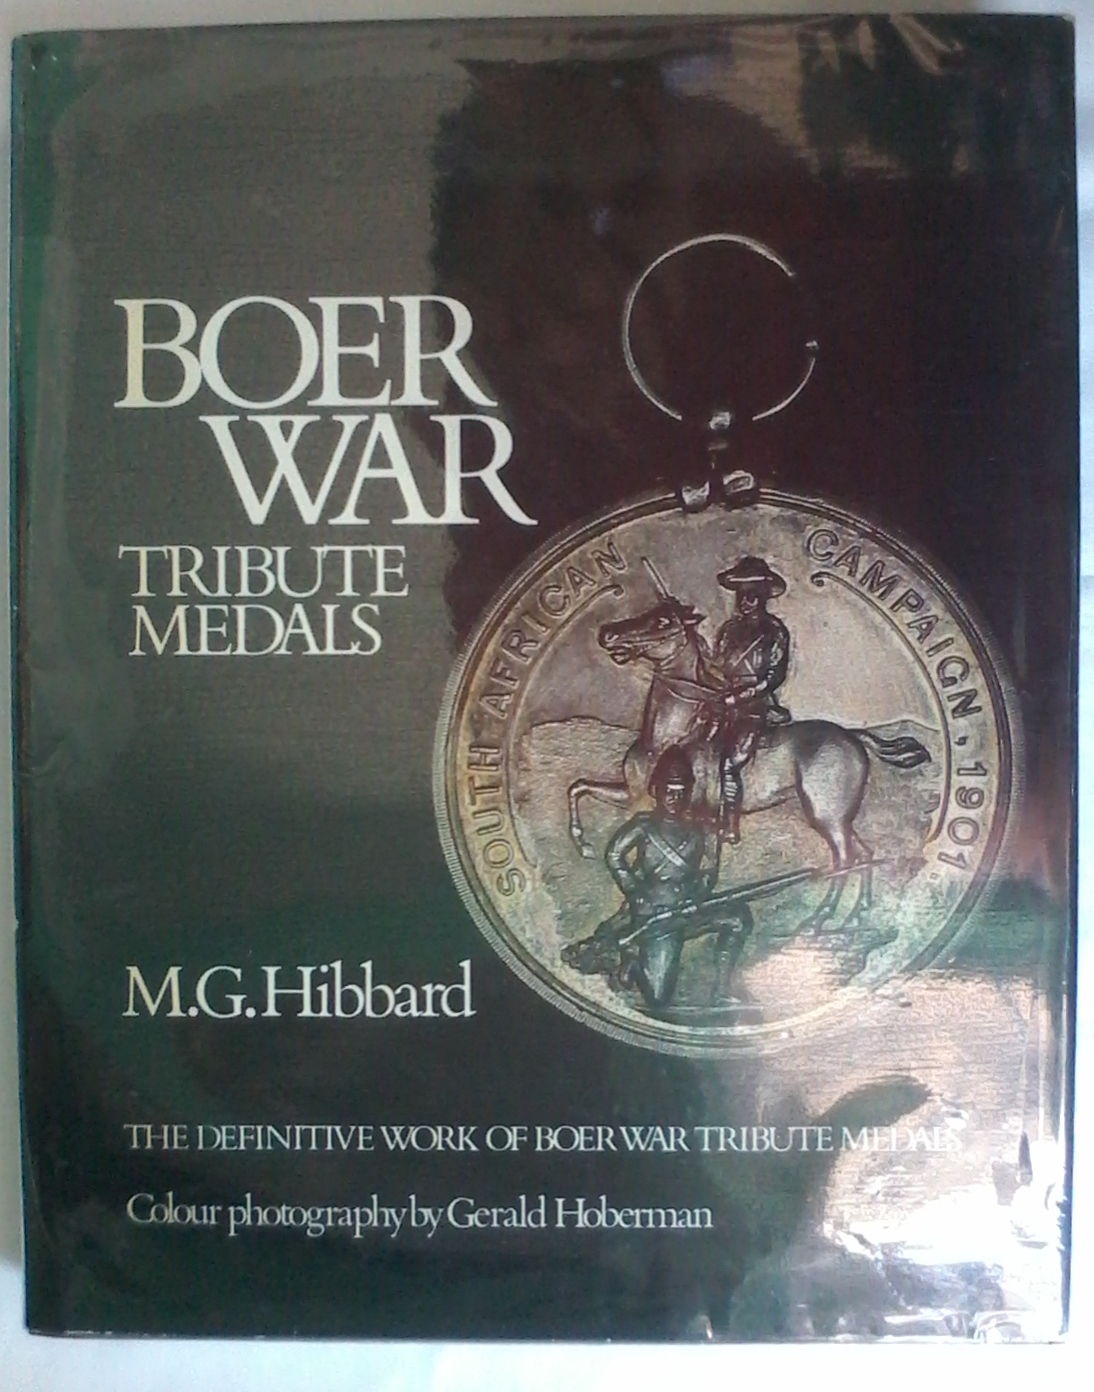 BOER
WAR
TRIBUTE
MEDALS
SOUTH AFRICAN CAMPAIGN, 1901.
M.G. Hibbard
THE DEFINITIVE WORK OF BOER WAR TRIBUTE MEDALS
Colour photography by Gerald Hoberman